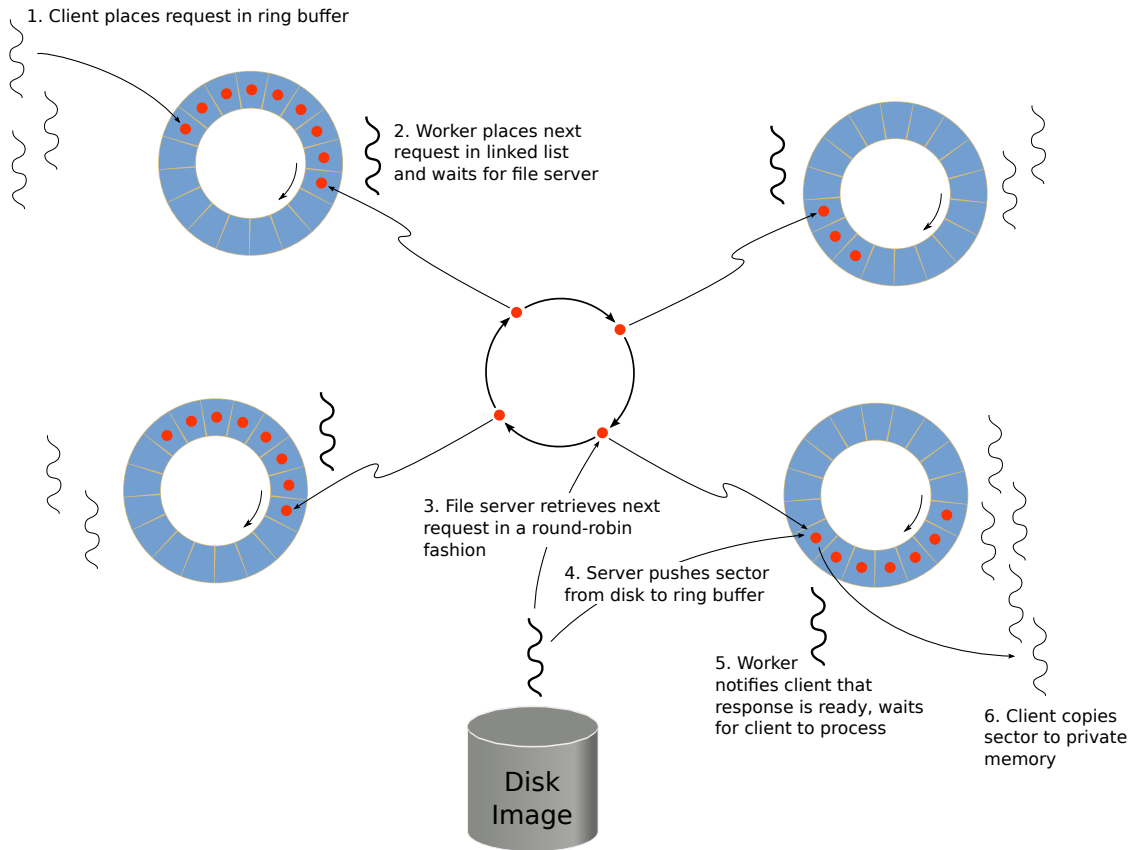 1. Client places request in ring buffer
2. Worker places next
request in linked list
and waits for file server
3. File server retrieves next
request in a round-robin
fashion
4. Server pushes sector
from disk to ring buffer
5. Worker
notifies client that
response is ready, waits
for client to process
6. Client copies
sector to private
memory
Disk
Image